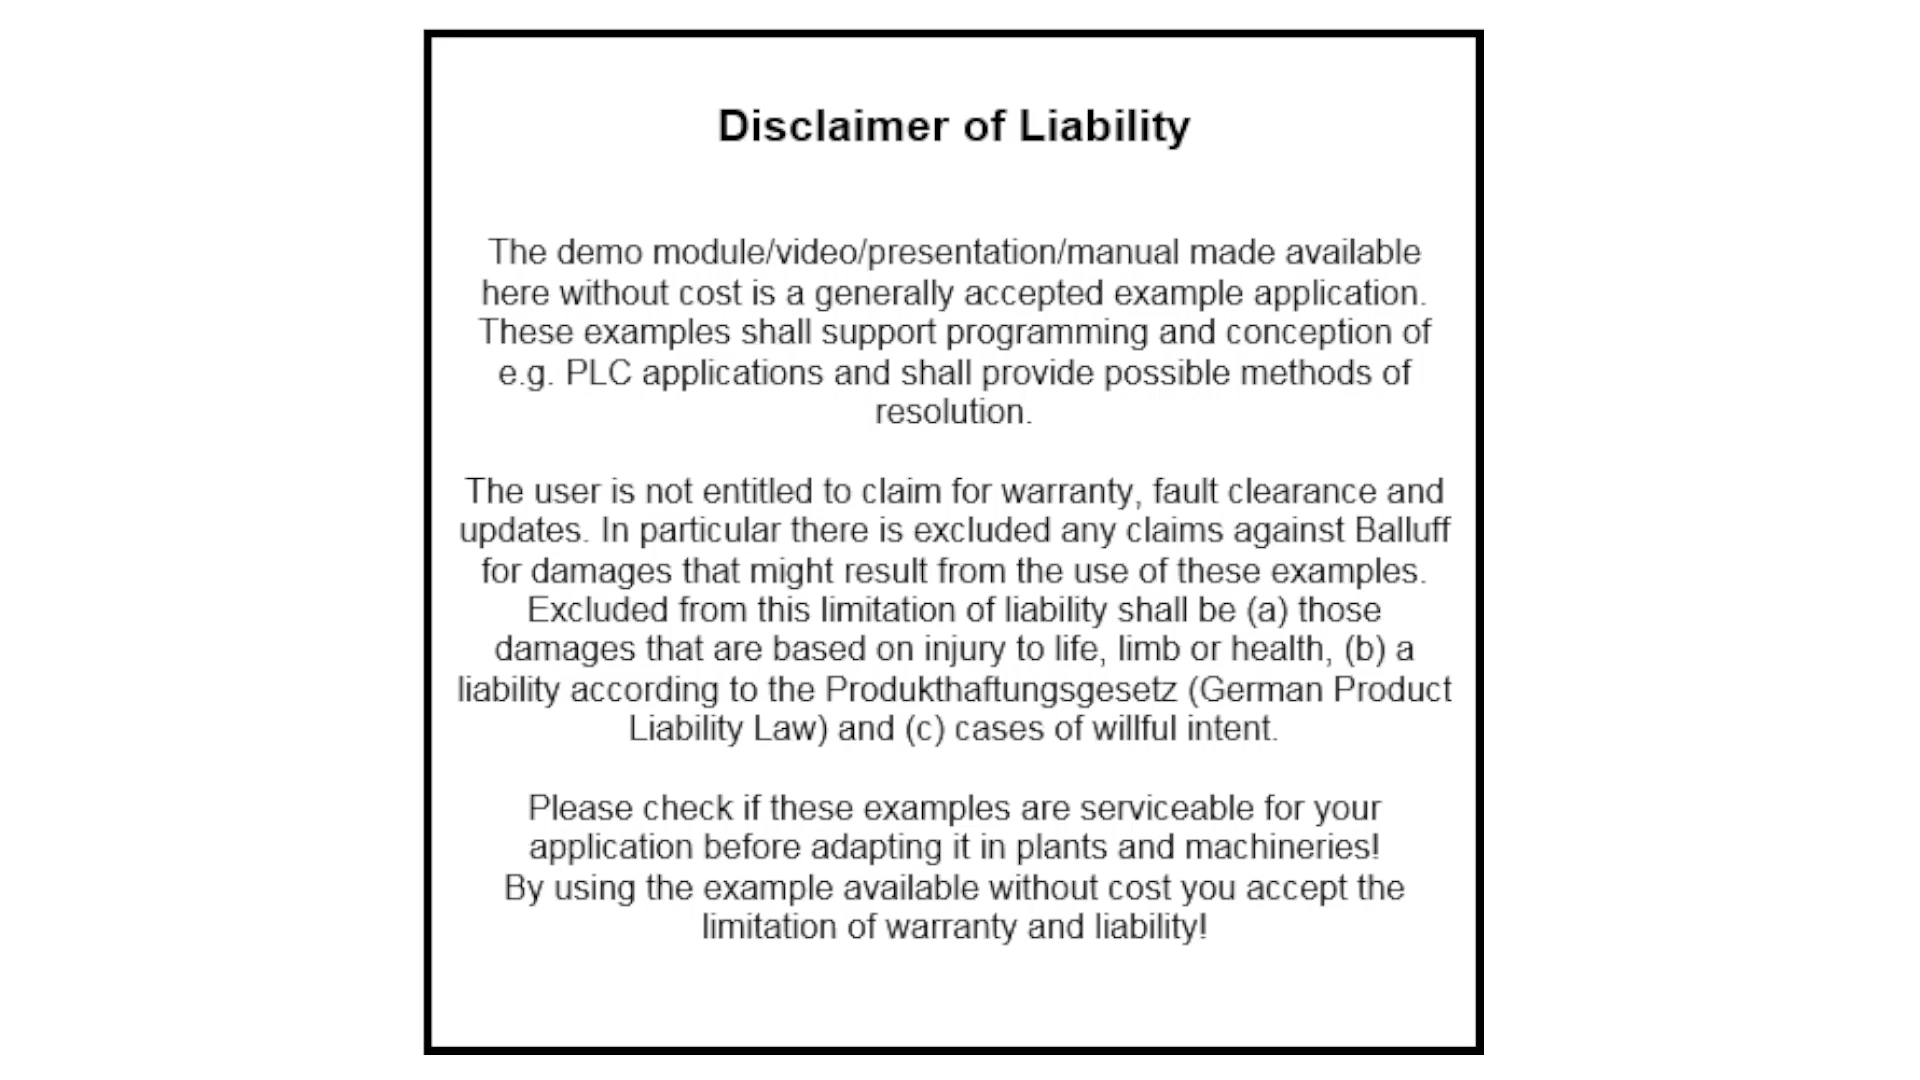 Disclaimer of Liability
The demo module/video/presentation/manual made available
here without cost is a generally accepted example application.
These examples shall support programming and conception of
e.g. PLC applications and shall provide possible methods of
resolution.
The user is not entitled to claim for warranty, fault clearance and
updates. In particular there is excluded any claims against Balluff
for damages that might result from the use of these examples.
Excluded from this limitation of liability shall be (a) those
damages that are based on injury to life, limb or health, (b) a
liability according to the Produkthaftungsgesetz (German Product
Liability Law) and (c) cases of willful intent.
Please check if these examples are serviceable for your
application before adapting it in plants and machineries!
By using the example available without cost you accept the
limitation of warranty and liability!